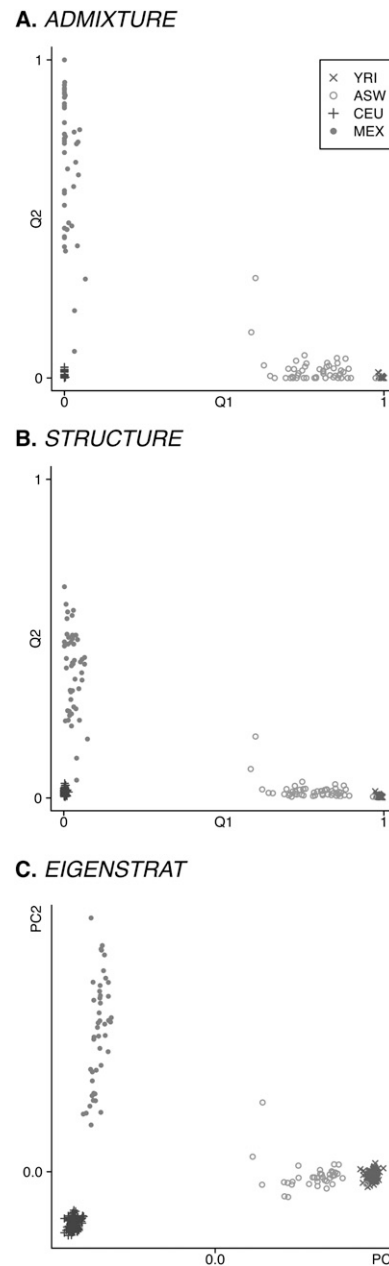 A. ADMIXTURE
1
× YRI
○ ASW
+ CEU
● MEX
Q2
0
0
Q1
1
B. STRUCTURE
1
Q2
0
0
Q1
1
C. EIGENSTRAT
PC2
0.0
0.0
PC